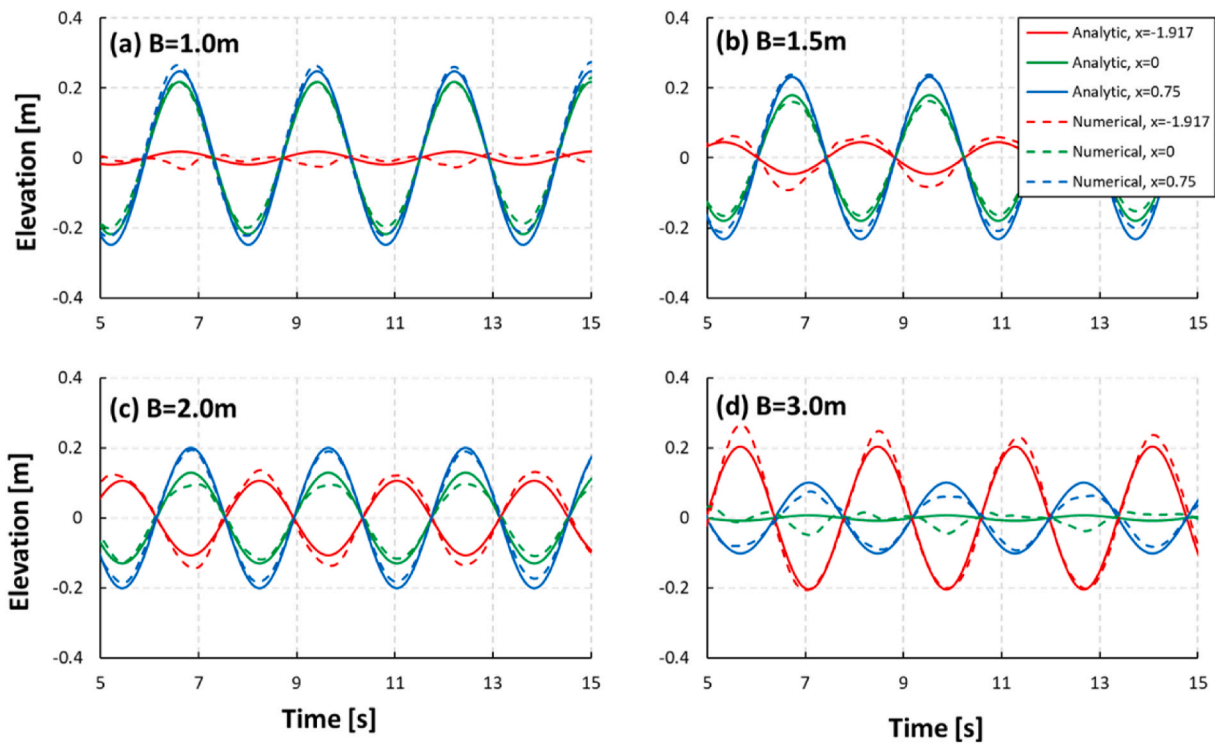 0.4
0.2
0
-0.2
-0.4
Elevation [m]
(a) B=1.0m
5 7 9 11 13 15
0.4
0.2
0
-0.2
-0.4
(b) B=1.5m
Analytic, x=-1.917
Analytic, x=0
Analytic, x=0.75
Numerical, x=-1.917
Numerical, x=0
Numerical, x=0.75
5 7 9 11 13 15
0.4
0.2
0
-0.2
-0.4
Elevation [m]
(c) B=2.0m
5 7 9 11 13 15
Time [s]
0.4
0.2
0
-0.2
-0.4
(d) B=3.0m
5 7 9 11 13 15
Time [s]